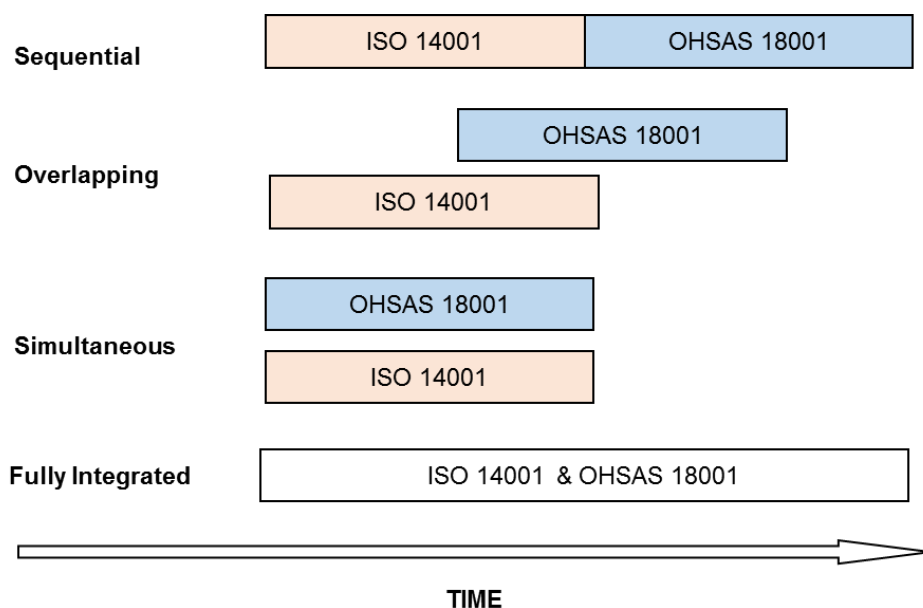 Sequential
ISO 14001
OHSAS 18001
Overlapping
OHSAS 18001
ISO 14001
Simultaneous
OHSAS 18001
ISO 14001
Fully Integrated
ISO 14001 & OHSAS 18001
TIME